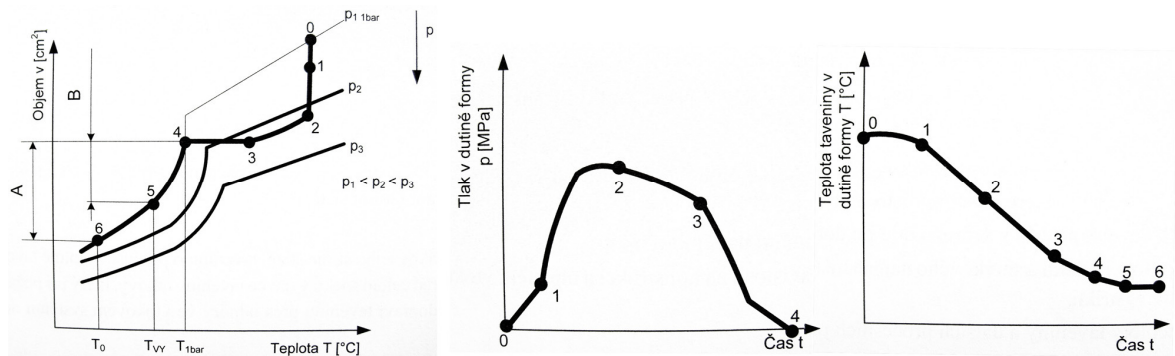 Objem v [cm²]
B
A
p₁ 1bar
p
0
1
p₂
2
4
3
p₃
p₁ < p₂ < p₃
5
6
T₀
TVY
T1bar
Teplota T [°C]
Tlak v dutině formy
p [MPa]
2
3
1
0
4
Čas t
Teplota taveniny v
dutině formy T [°C]
0
1
2
3
4
5
6
Čas t